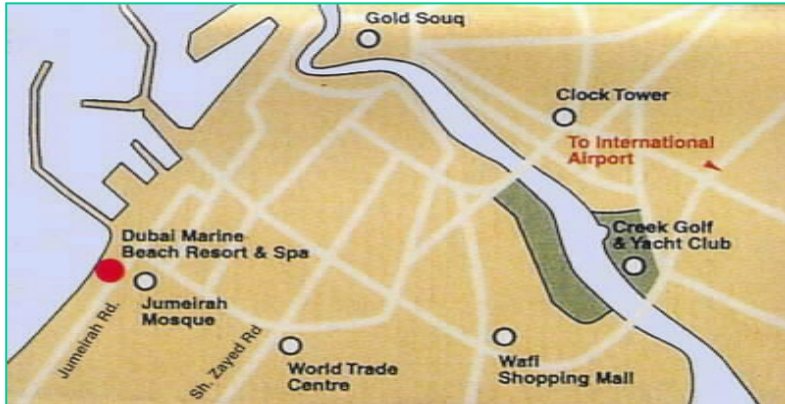 Gold Souq
Clock Tower
To International
Airport
Dubai Marine
Beach Resort & Spa
Creek Golf
& Yacht Club
Jumeirah
Mosque
Jumeirah Rd.
Sh. Zayed Rd
World Trade
Centre
Wafi
Shopping Mall